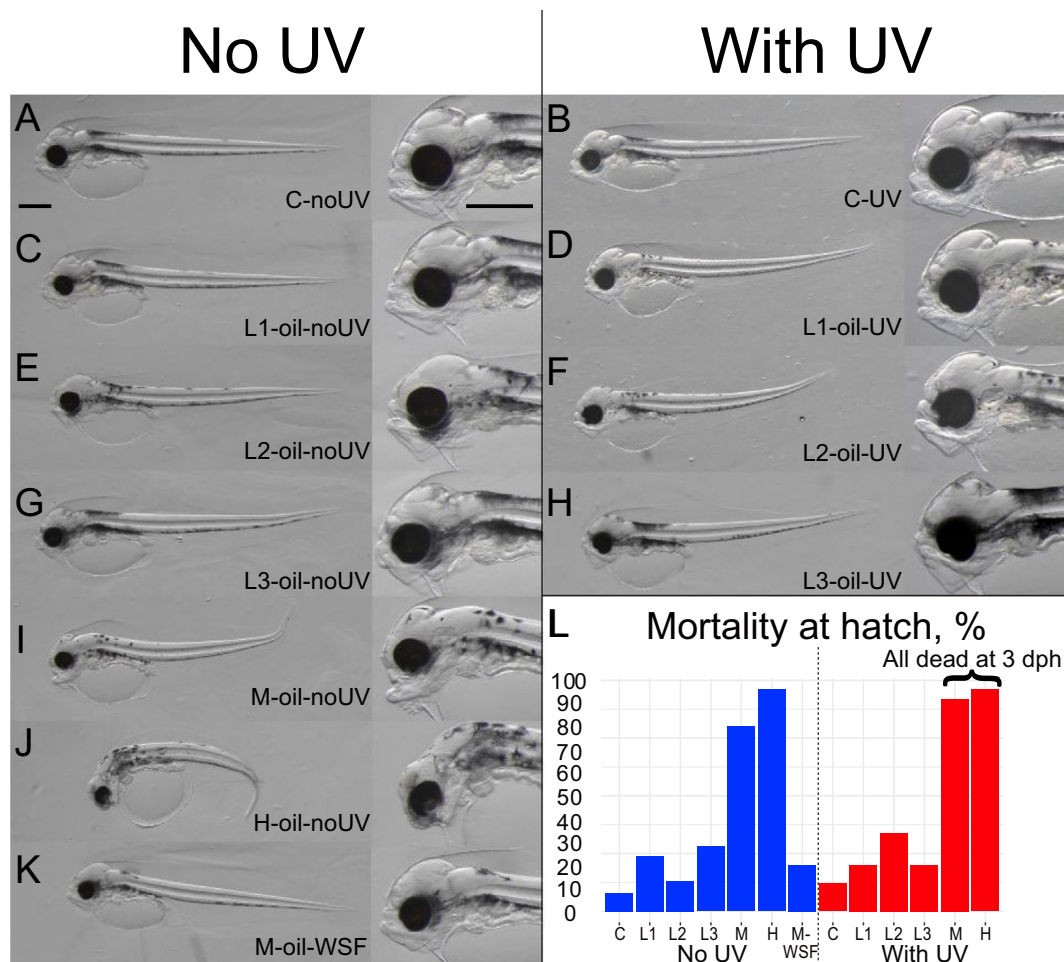 No UV
With UV
A
C-noUV
B
C-UV
C
L1-oil-noUV
D
L1-oil-UV
E
L2-oil-noUV
F
L2-oil-UV
G
L3-oil-noUV
H
L3-oil-UV
I
M-oil-noUV
J
H-oil-noUV
K
M-oil-WSF
L
Mortality at hatch, %
All dead at 3 dph
100
90
80
70
60
50
40
30
20
10
0
C L1 L2 L3 M H M-WSF C L1 L2 L3 M H
No UV With UV